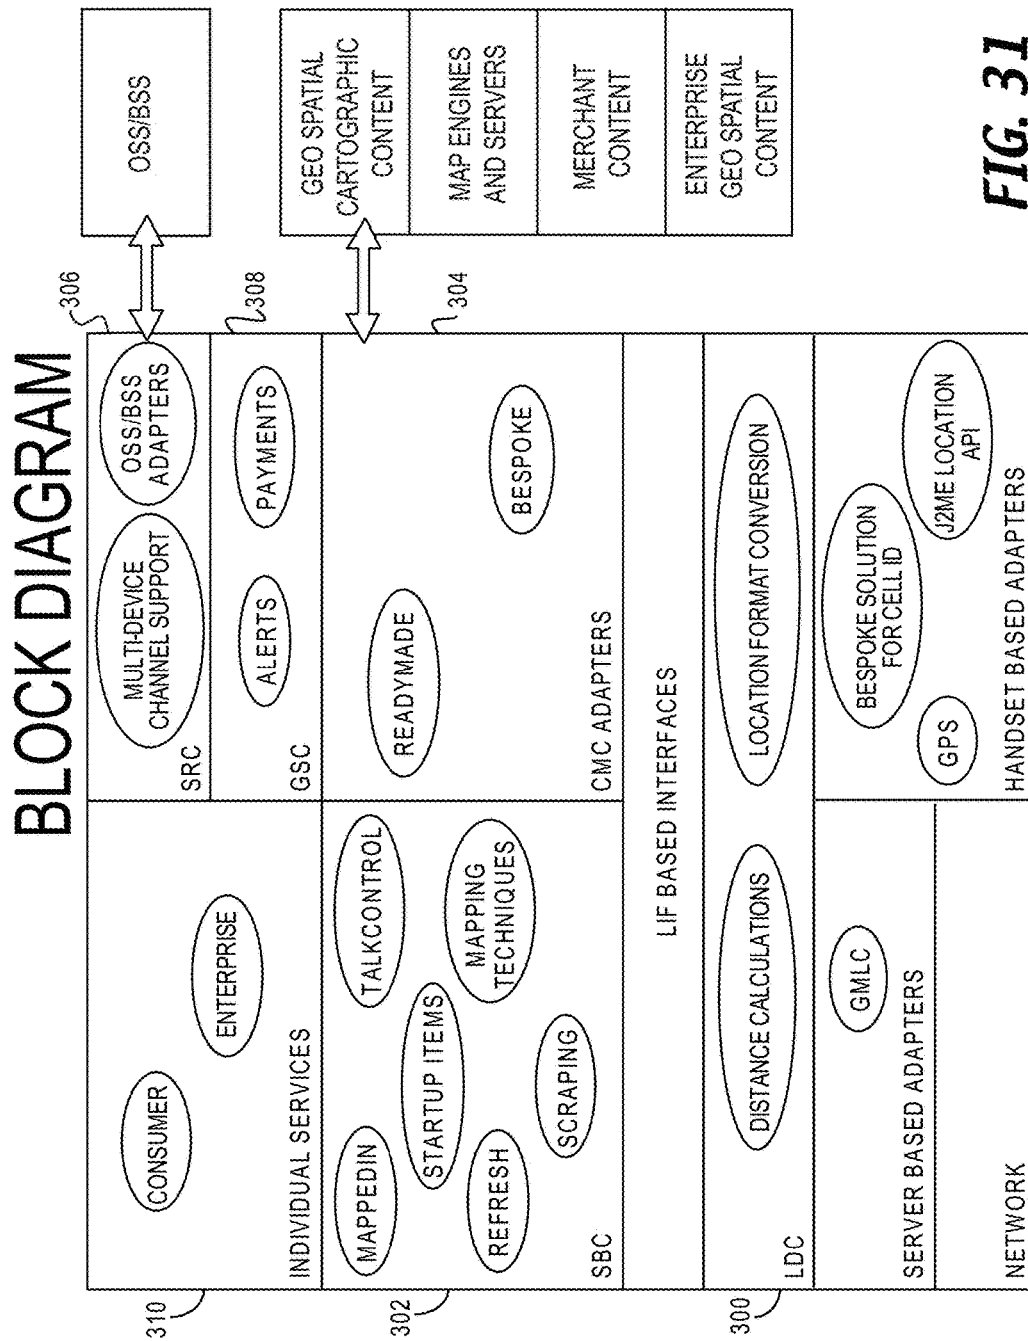 BLOCK DIAGRAM
310
CONSUMER
ENTERPRISE
INDIVIDUAL SERVICES
MULTI-DEVICE
CHANNEL SUPPORT
OSS/BSS
ADAPTERS
SRC
306
OSS/BSS
ALERTS
PAYMENTS
GSC
308
302
MAPPEDIN
TALKCONTROL
STARTUP ITEMS
REFRESH
MAPPING
TECHNIQUES
SCRAPING
SBC
READYMADE
BESPOKE
CMC ADAPTERS
304
GEO SPATIAL
CARTOGRAPHIC
CONTENT
MAP ENGINES
AND SERVERS
MERCHANT
CONTENT
ENTERPRISE
GEO SPATIAL
CONTENT
LIF BASED INTERFACES
300
DISTANCE CALCULATIONS
LOCATION FORMAT CONVERSION
LDC
GMLC
SERVER BASED ADAPTERS
NETWORK
BESPOKE SOLUTION
FOR CELL ID
GPS
J2ME LOCATION
API
HANDSET BASED ADAPTERS
FIG. 31